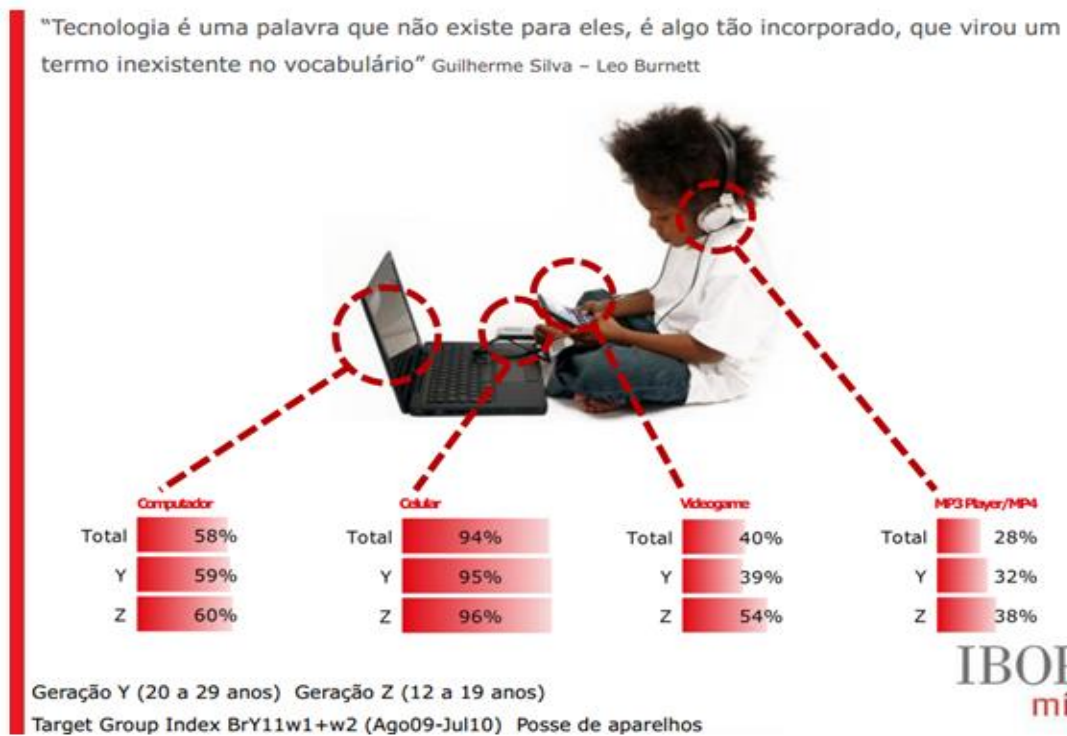 “Tecnologia é uma palavra que não existe para eles, é algo tão incorporado, que virou um
termo inexistente no vocabulário” Guilherme Silva – Leo Burnett
Computador
Total 58%
Y 59%
Z 60%
Celular
Total 94%
Y 95%
Z 96%
Videogame
Total 40%
Y 39%
Z 54%
MP3 Player/MP4
Total 28%
Y 32%
Z 38%
Geração Y (20 a 29 anos) Geração Z (12 a 19 anos)
Target Group Index BrY11w1+w2 (Ago09-Jul10) Posse de aparelhos